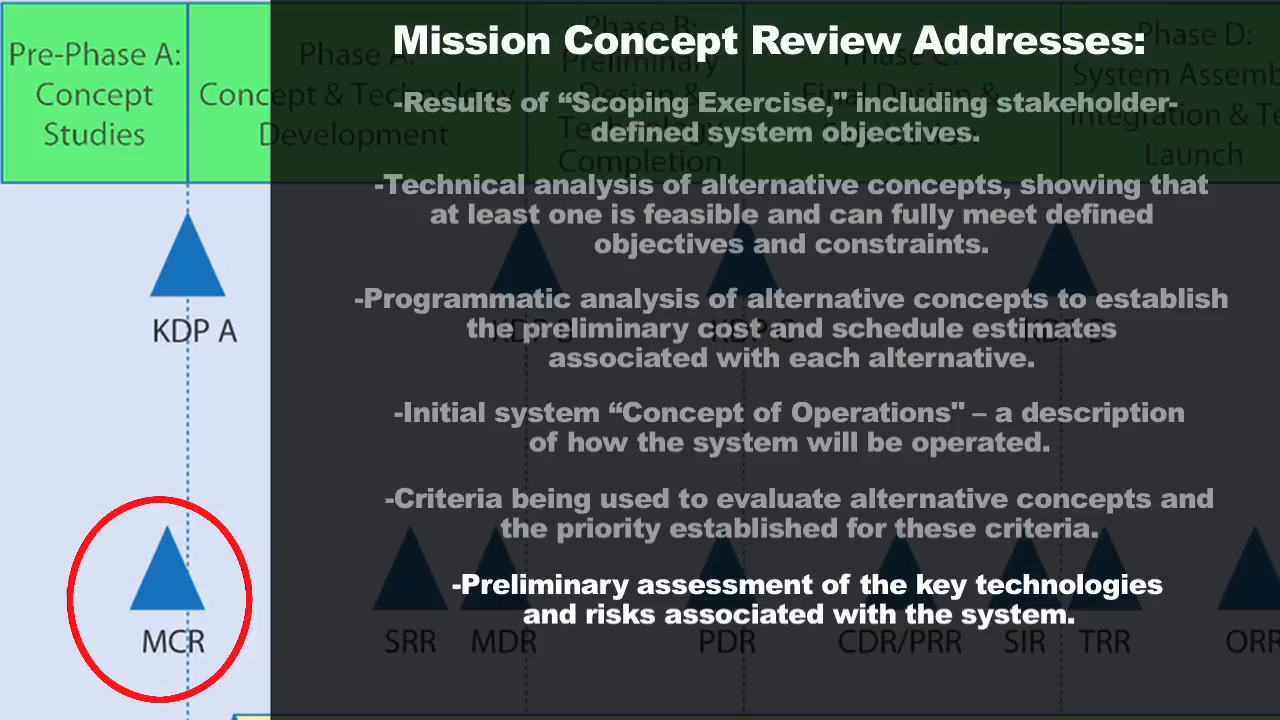 Mission Concept Review Addresses:
-Results of “Scoping Exercise," including stakeholder-
defined system objectives.
-Technical analysis of alternative concepts, showing that
at least one is feasible and can fully meet defined
objectives and constraints.
-Programmatic analysis of alternative concepts to establish
the preliminary cost and schedule estimates
associated with each alternative.
-Initial system “Concept of Operations" – a description
of how the system will be operated.
-Criteria being used to evaluate alternative concepts and
the priority established for these criteria.
-Preliminary assessment of the key technologies
and risks associated with the system.
Pre-Phase A:
Concept
Studies
Phase A:
Concept & Technology
Development
Phase B:
Preliminary
Design &
Technology
Completion
Phase C:
Final Design &
Phase D:
System Assemb
Integration & Te
Launch
KDP A
KDP B
KDP C
KDP D
MCR
SRR
MDR
PDR
CDR/PRR
SIR
TRR
ORR